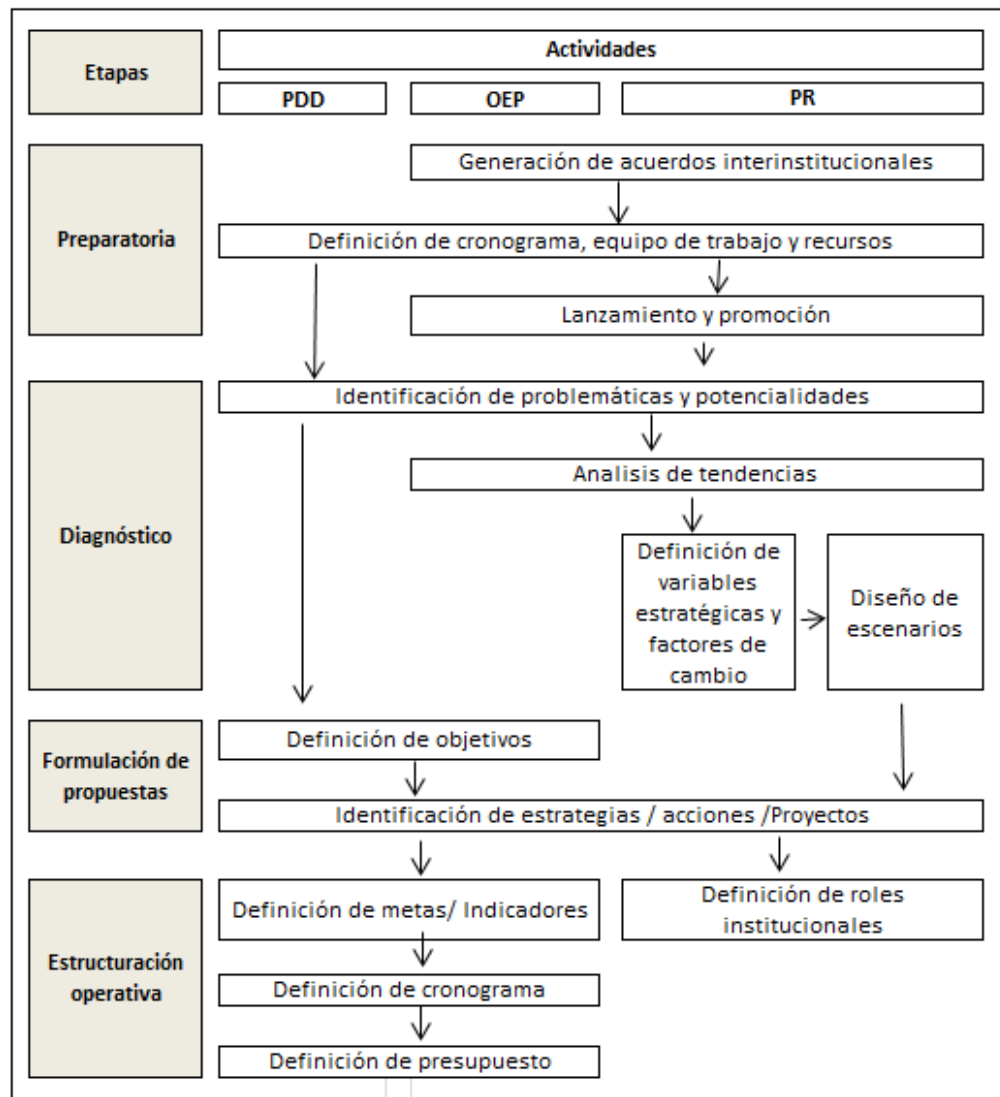 Etapas
Actividades
PDD
OEP
PR
Preparatoria
Generación de acuerdos interinstitucionales
Definición de cronograma, equipo de trabajo y recursos
Lanzamiento y promoción
Diagnóstico
Identificación de problemáticas y potencialidades
Analisis de tendencias
Definición de
variables
estratégicas y
factores de
cambio
Diseño de
escenarios
Formulación de
propuestas
Definición de objetivos
Identificación de estrategias / acciones /Proyectos
Estructuración
operativa
Definición de metas/ Indicadores
Definición de roles
institucionales
Definición de cronograma
Definición de presupuesto